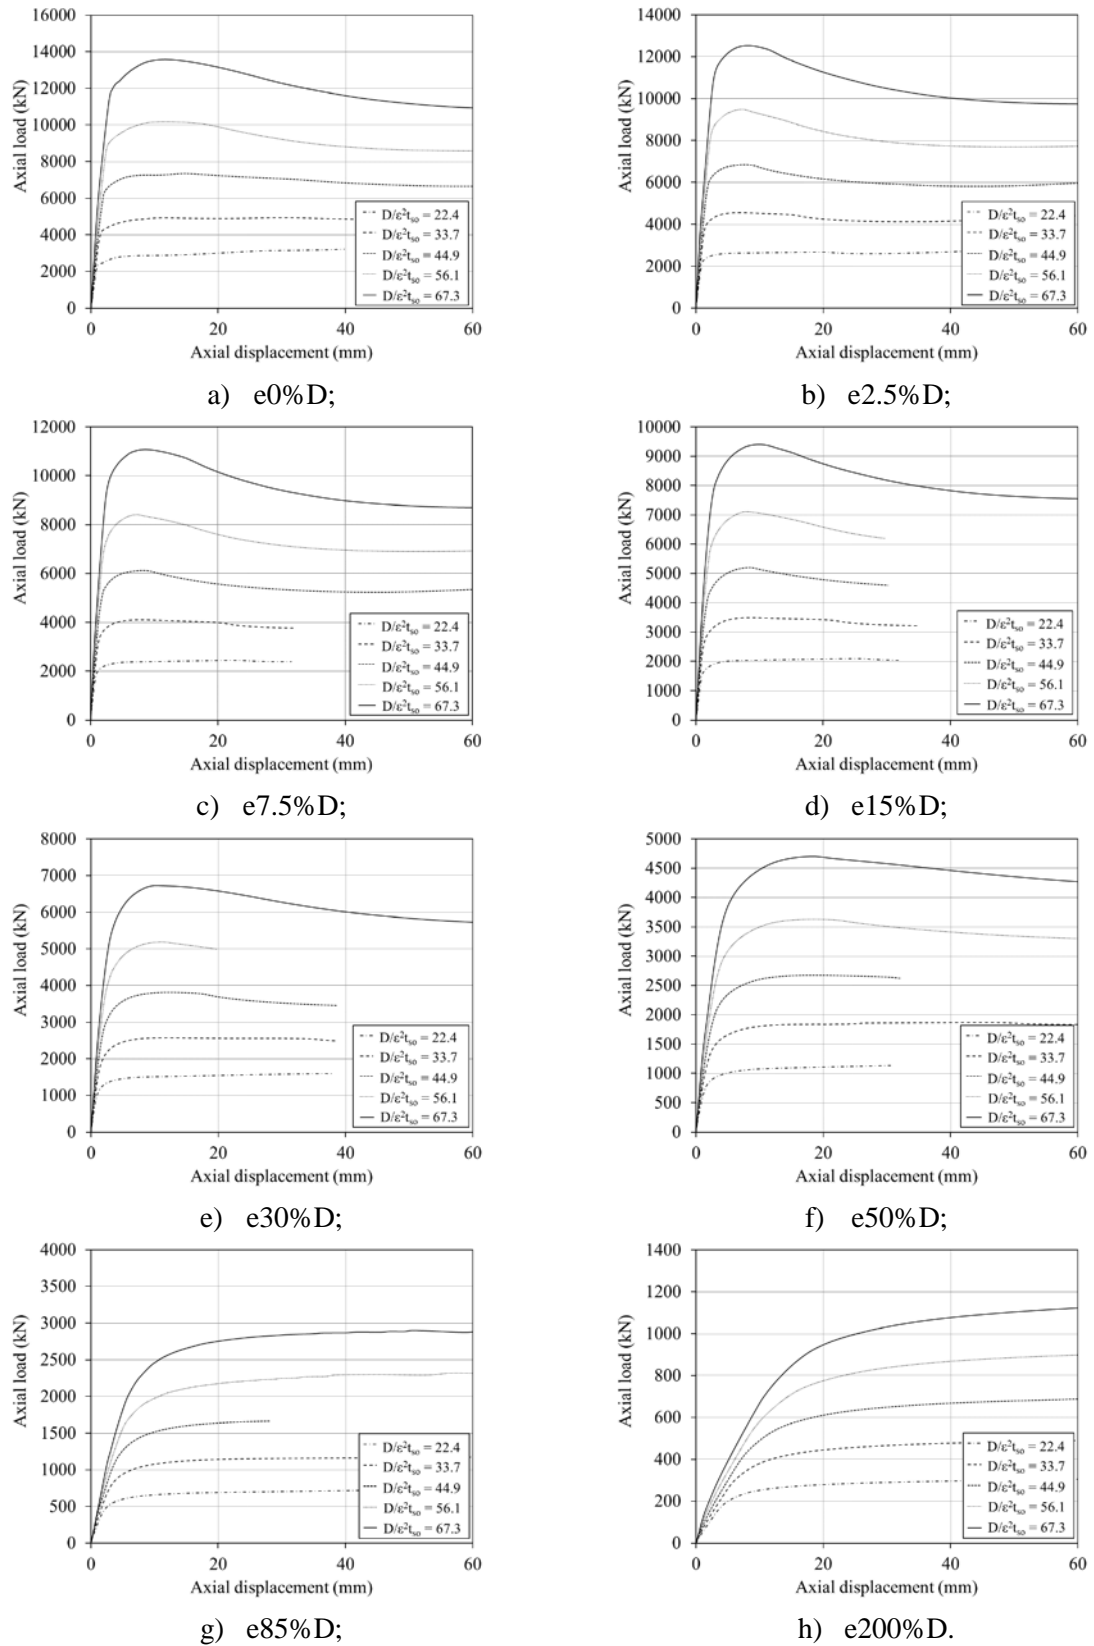 16000
14000
12000
10000
8000
6000
4000
2000
0
Axial load (kN)
D/ε²tₛₒ = 22.4
D/ε²tₛₒ = 33.7
D/ε²tₛₒ = 44.9
D/ε²tₛₒ = 56.1
D/ε²tₛₒ = 67.3
0 20 40 60
Axial displacement (mm)
a) e0%D;
14000
12000
10000
8000
6000
4000
2000
0
Axial load (kN)
D/ε²tₛₒ = 22.4
D/ε²tₛₒ = 33.7
D/ε²tₛₒ = 44.9
D/ε²tₛₒ = 56.1
D/ε²tₛₒ = 67.3
0 20 40 60
Axial displacement (mm)
b) e2.5%D;
12000
10000
8000
6000
4000
2000
0
Axial load (kN)
D/ε²tₛₒ = 22.4
D/ε²tₛₒ = 33.7
D/ε²tₛₒ = 44.9
D/ε²tₛₒ = 56.1
D/ε²tₛₒ = 67.3
0 20 40 60
Axial displacement (mm)
c) e7.5%D;
10000
9000
8000
7000
6000
5000
4000
3000
2000
1000
0
Axial load (kN)
D/ε²tₛₒ = 22.4
D/ε²tₛₒ = 33.7
D/ε²tₛₒ = 44.9
D/ε²tₛₒ = 56.1
D/ε²tₛₒ = 67.3
0 20 40 60
Axial displacement (mm)
d) e15%D;
8000
7000
6000
5000
4000
3000
2000
1000
0
Axial load (kN)
D/ε²tₛₒ = 22.4
D/ε²tₛₒ = 33.7
D/ε²tₛₒ = 44.9
D/ε²tₛₒ = 56.1
D/ε²tₛₒ = 67.3
0 20 40 60
Axial displacement (mm)
e) e30%D;
5000
4500
4000
3500
3000
2500
2000
1500
1000
500
0
Axial load (kN)
D/ε²tₛₒ = 22.4
D/ε²tₛₒ = 33.7
D/ε²tₛₒ = 44.9
D/ε²tₛₒ = 56.1
D/ε²tₛₒ = 67.3
0 20 40 60
Axial displacement (mm)
f) e50%D;
4000
3500
3000
2500
2000
1500
1000
500
0
Axial load (kN)
D/ε²tₛₒ = 22.4
D/ε²tₛₒ = 33.7
D/ε²tₛₒ = 44.9
D/ε²tₛₒ = 56.1
D/ε²tₛₒ = 67.3
0 20 40 60
Axial displacement (mm)
g) e85%D;
1400
1200
1000
800
600
400
200
0
Axial load (kN)
D/ε²tₛₒ = 22.4
D/ε²tₛₒ = 33.7
D/ε²tₛₒ = 44.9
D/ε²tₛₒ = 56.1
D/ε²tₛₒ = 67.3
0 20 40 60
Axial displacement (mm)
h) e200%D.